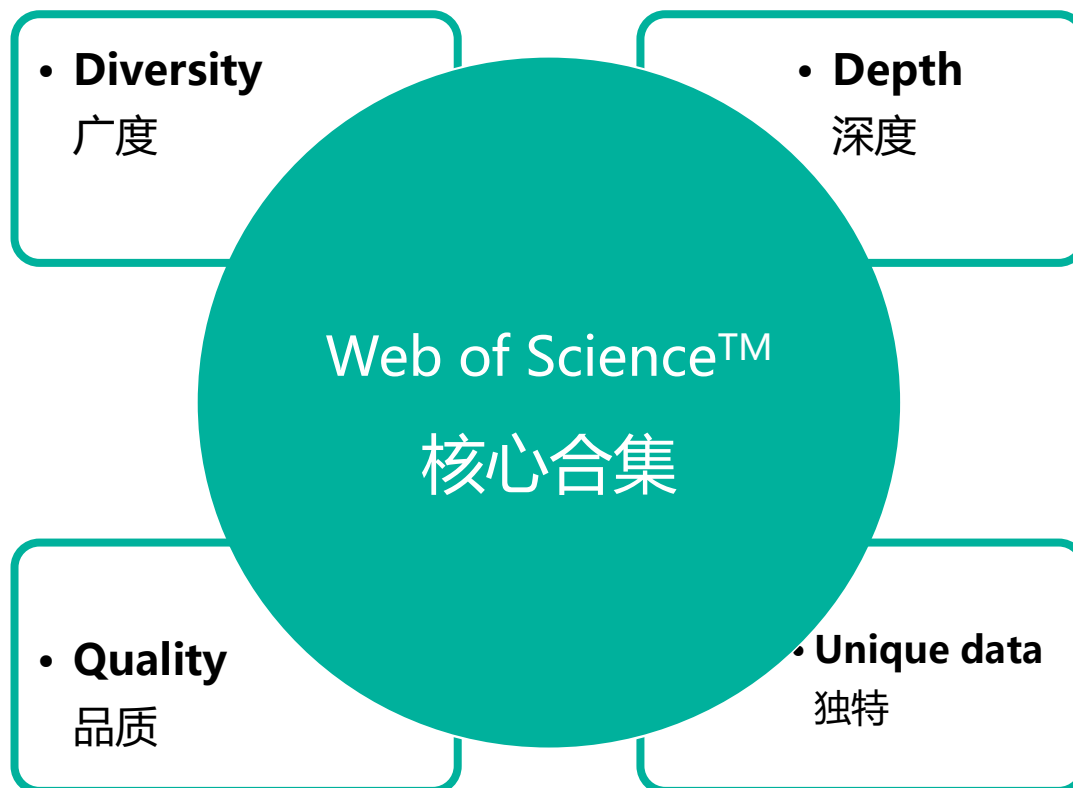 • Diversity
广度
• Depth
深度
Web of Science™
核心合集
• Quality
品质
• Unique data
独特